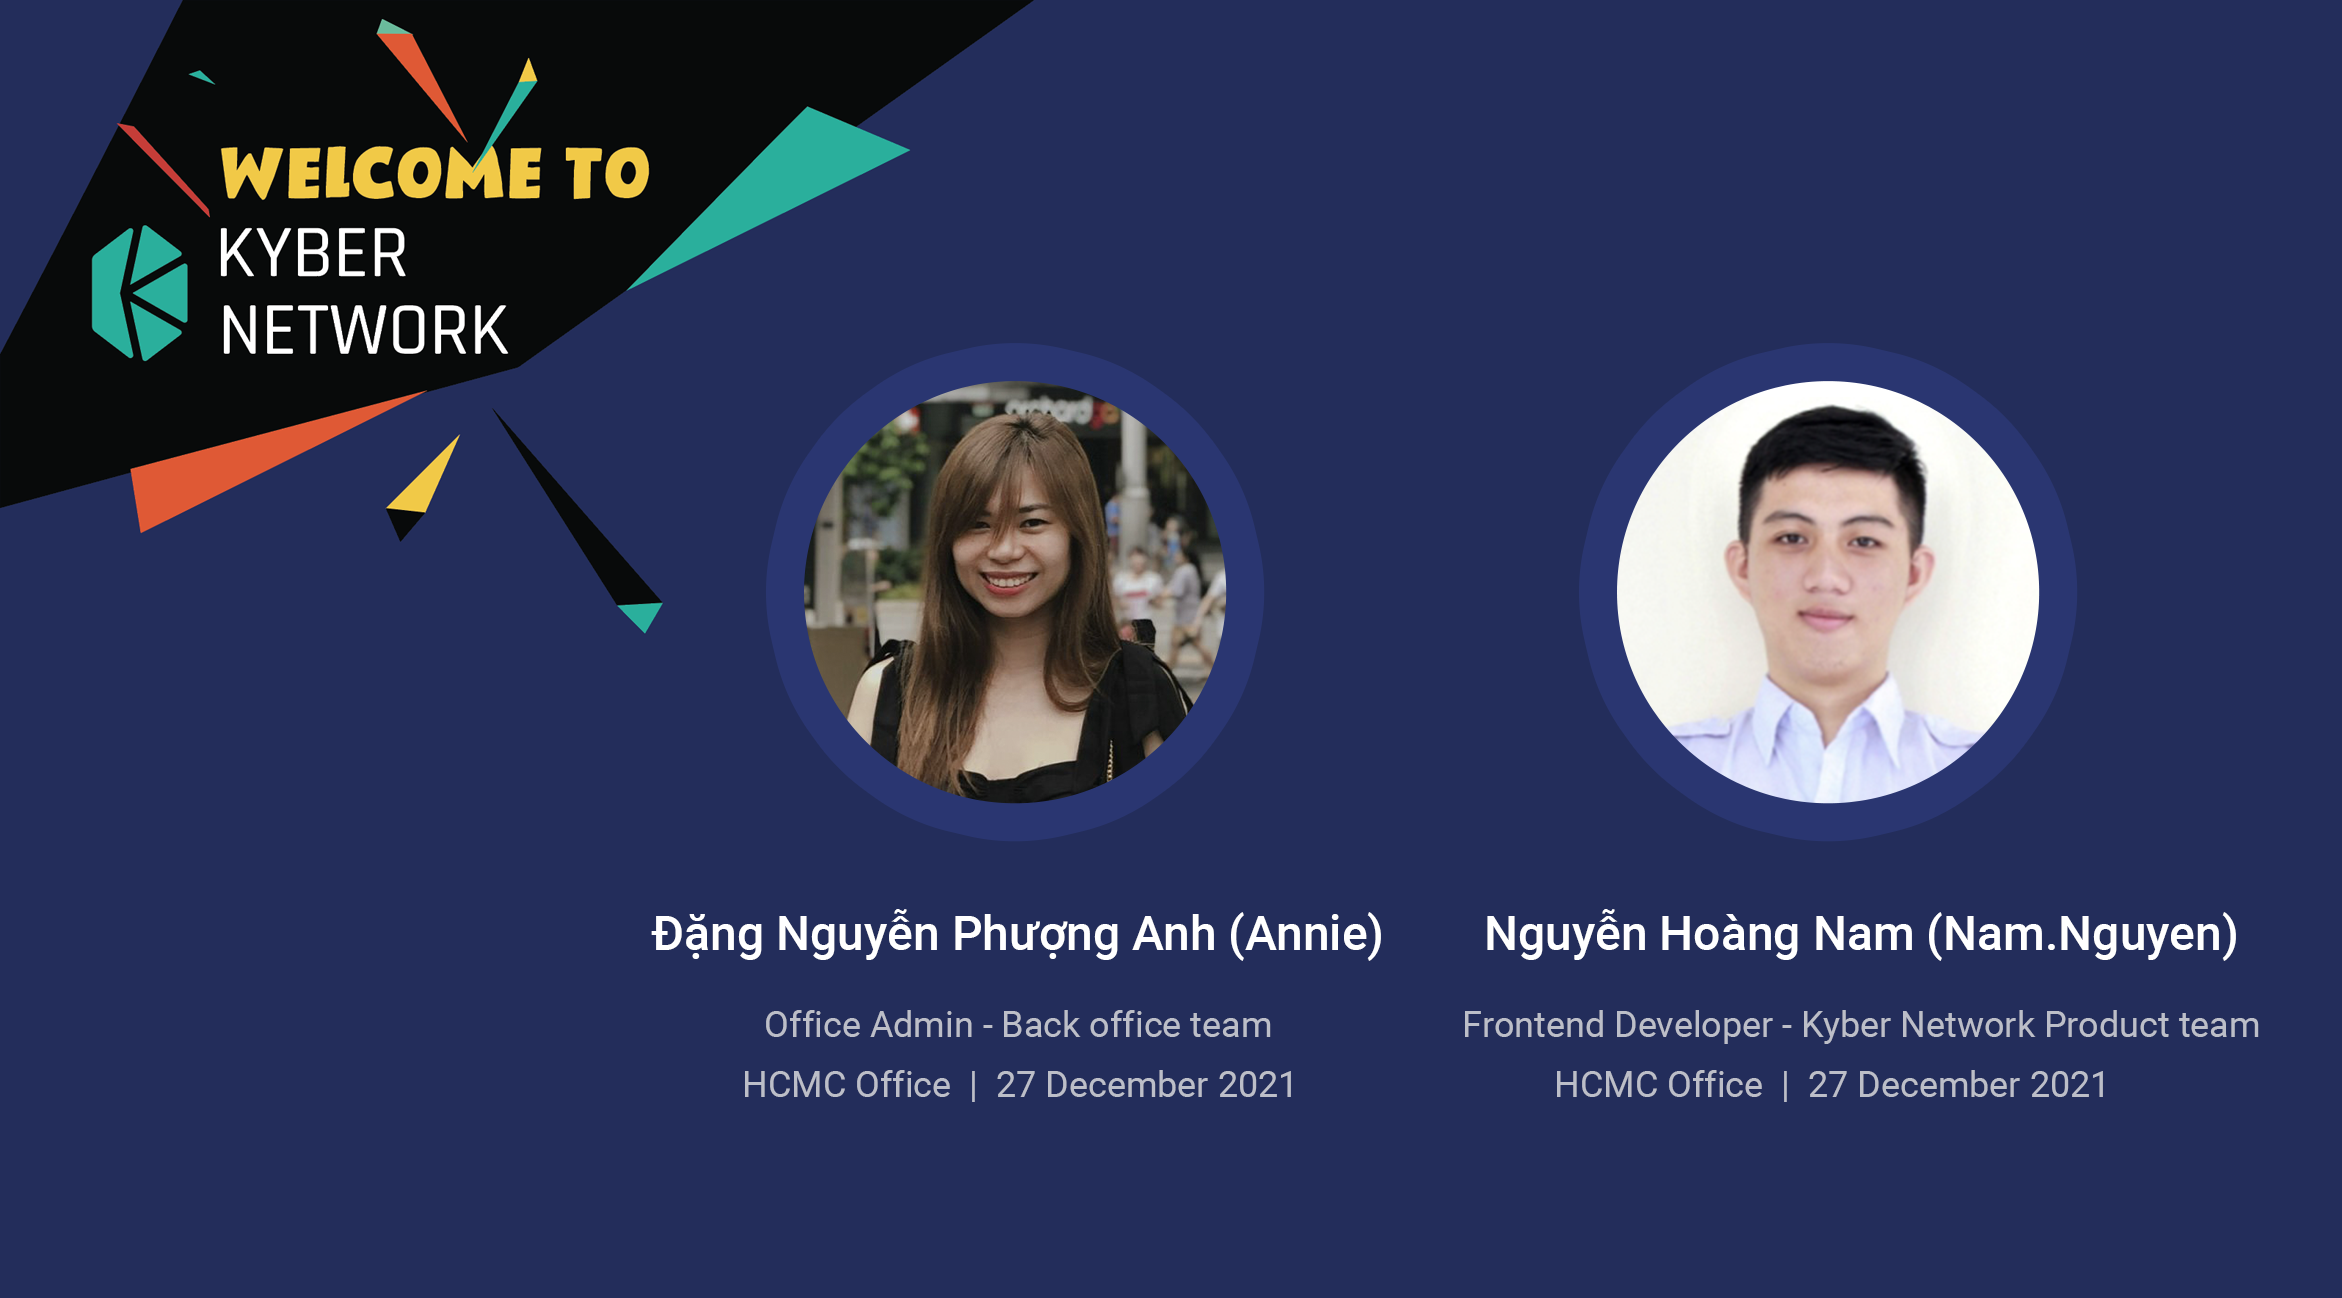 WELCOME TO
KYBER
NETWORK
orchard
Đặng Nguyễn Phượng Anh (Annie)
Office Admin - Back office team
HCMC Office | 27 December 2021
Nguyễn Hoàng Nam (Nam.Nguyen)
Frontend Developer - Kyber Network Product team
HCMC Office | 27 December 2021